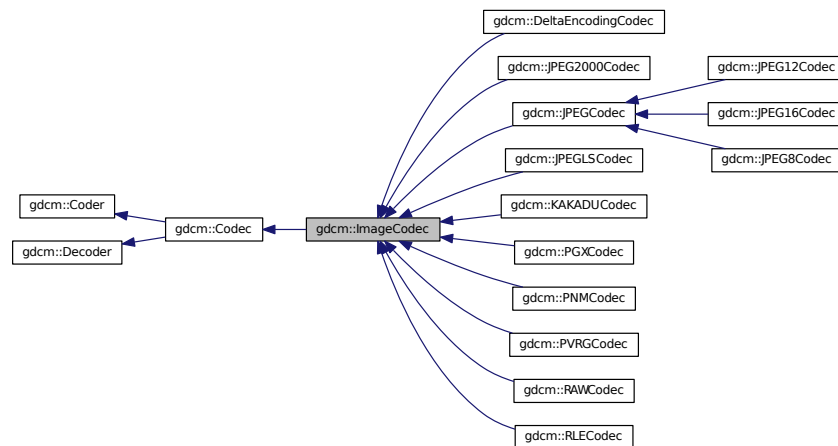 gdcm::DeltaEncodingCodec
gdcm::JPEG2000Codec
gdcm::JPEG12Codec
gdcm::JPEGCodec
gdcm::JPEG16Codec
gdcm::JPEGLSCodec
gdcm::JPEG8Codec
gdcm::Coder
gdcm::KAKADUCodec
gdcm::Codec
gdcm::ImageCodec
gdcm::Decoder
gdcm::PGXCodec
gdcm::PNMCodec
gdcm::PVRGCodec
gdcm::RAWCodec
gdcm::RLECodec